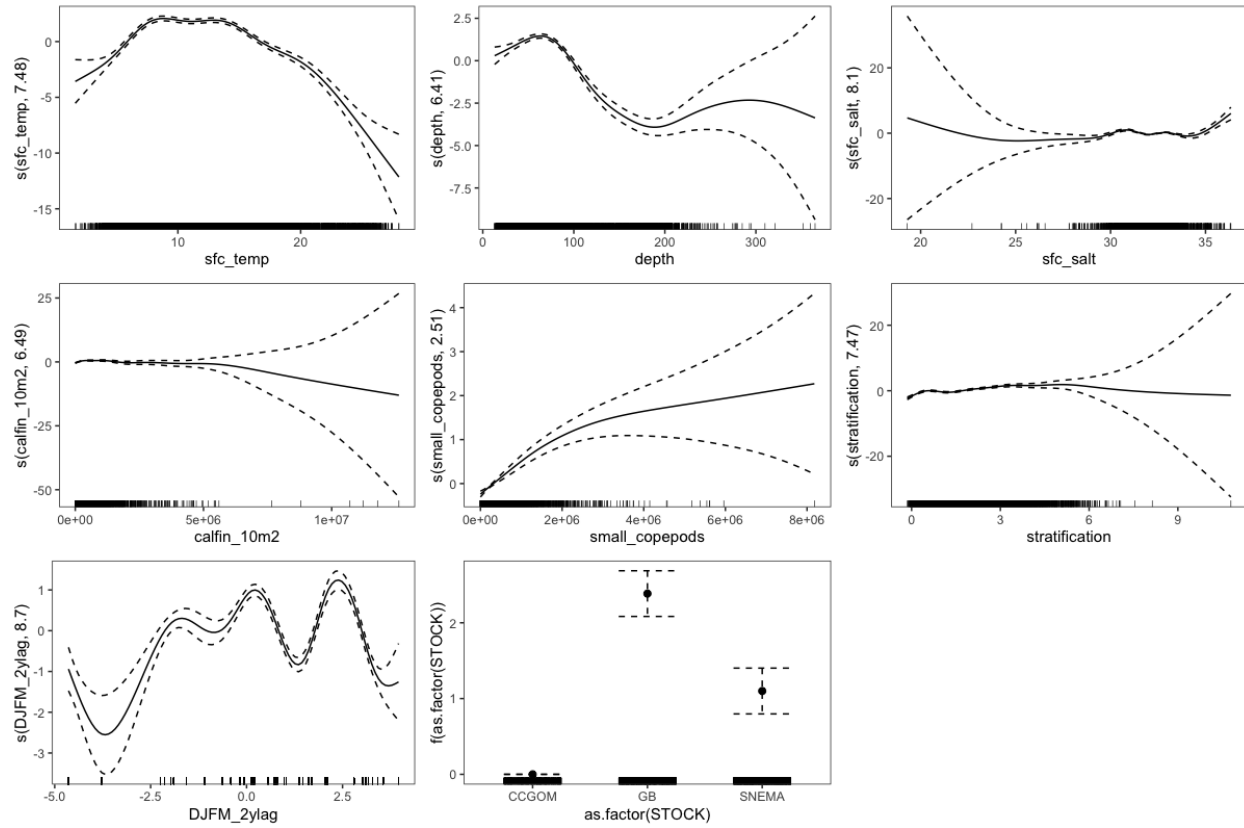 s(sfc_temp, 7.48)
0
-5
-10
-15
10
20
sfc_temp
s(depth, 6.41)
2.5
0.0
-2.5
-5.0
-7.5
0
100
200
300
depth
s(sfc_salt, 8.1)
20
0
-20
20
25
30
35
sfc_salt
s(calfin_10m2, 6.49)
25
0
-25
-50
0e+00
5e+06
1e+07
calfin_10m2
s(small_copepods, 2.51)
4
3
2
1
0
0e+00
2e+06
4e+06
6e+06
8e+06
small_copepods
s(stratification, 7.47)
20
0
-20
0
3
6
9
stratification
s(DJFM_2ylag, 8.7)
1
0
-1
-2
-3
-5.0
-2.5
0.0
2.5
DJFM_2ylag
f(as.factor(STOCK))
2
1
0
CCGOM
GB
SNEMA
as.factor(STOCK)